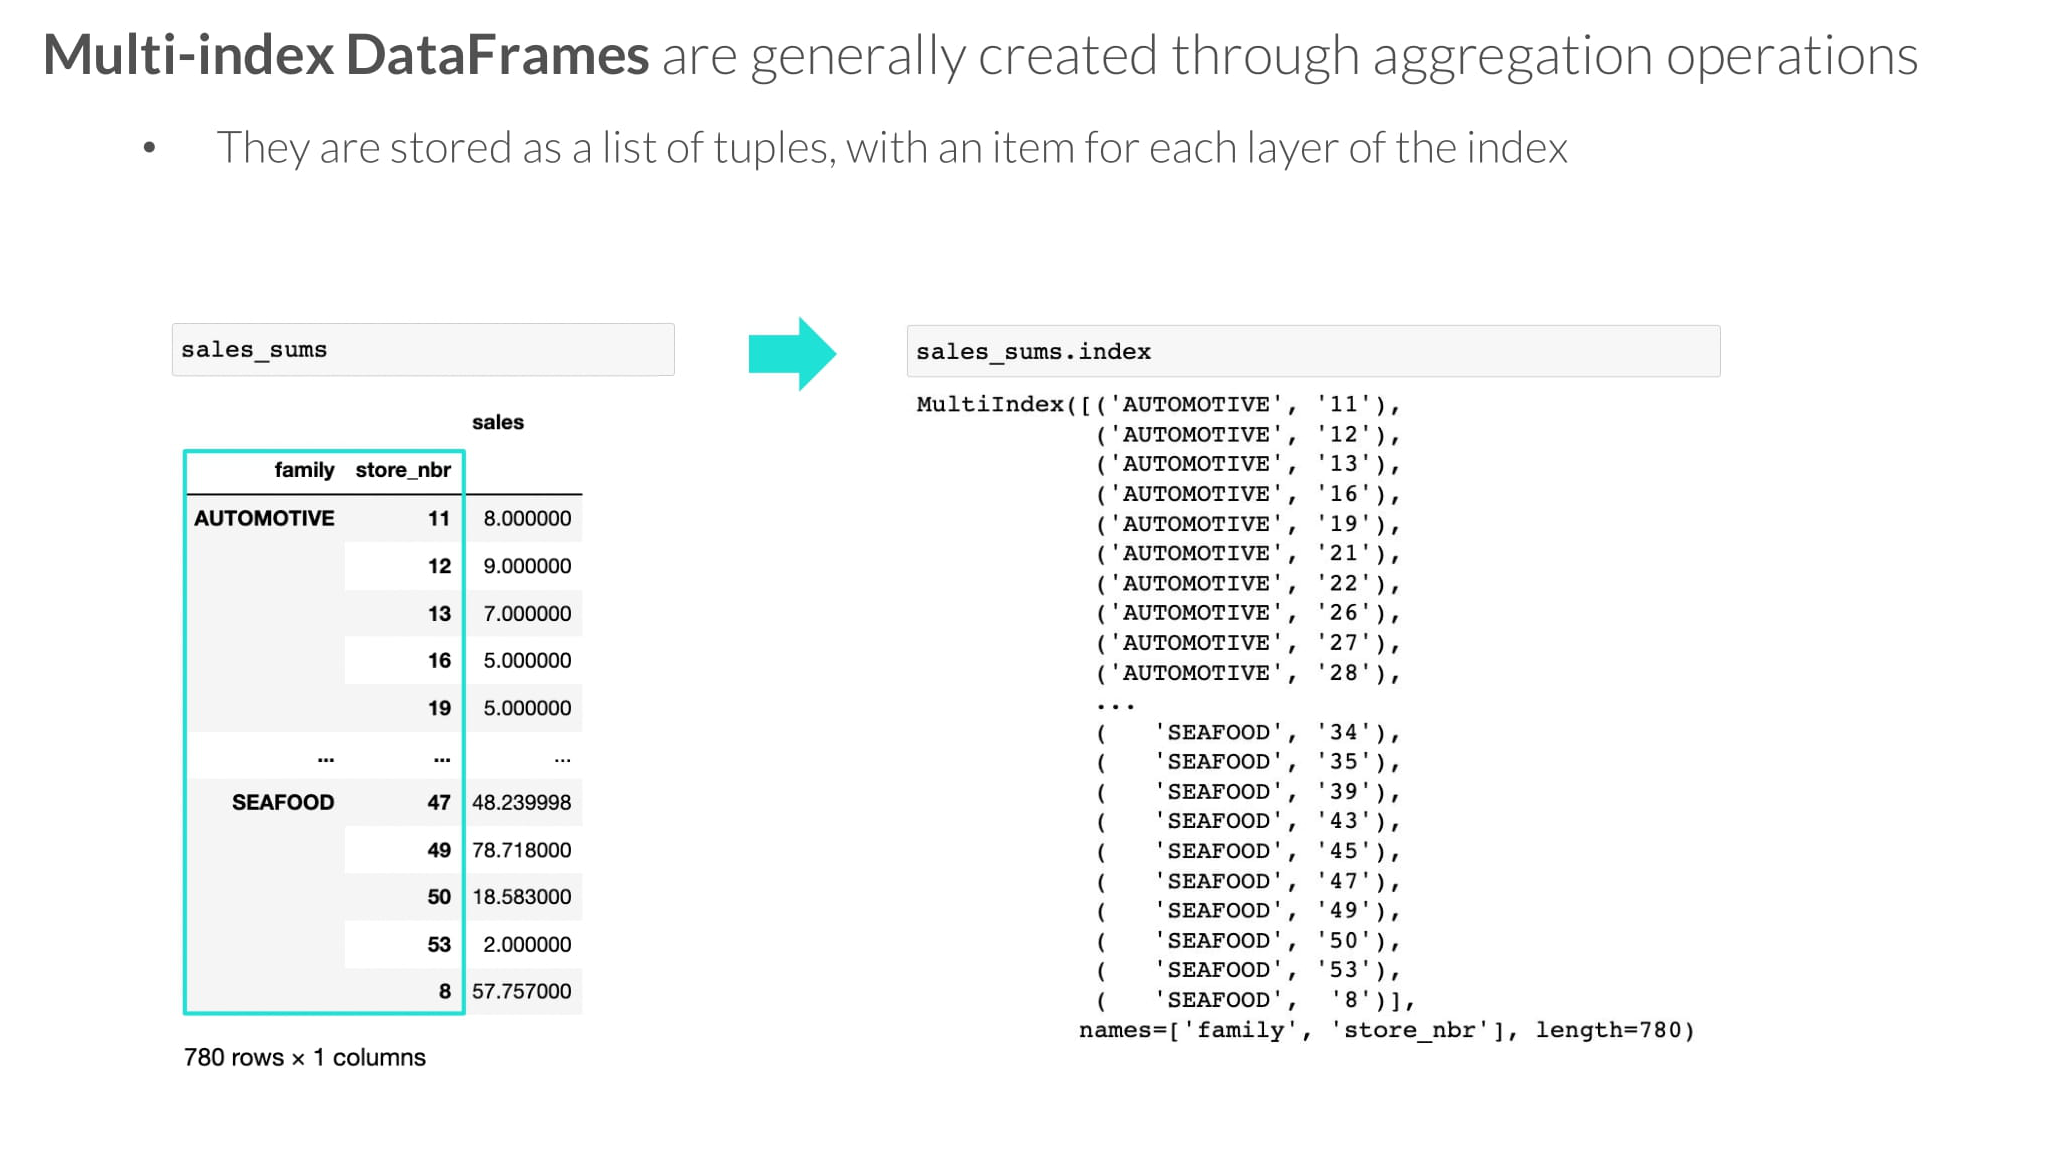 Multi-index DataFrames are generally created through aggregation operations
• They are stored as a list of tuples, with an item for each layer of the index
sales_sums
sales
family store_nbr
AUTOMOTIVE 11 8.000000
12 9.000000
13 7.000000
16 5.000000
19 5.000000
... ... ...
SEAFOOD 47 48.239998
49 78.718000
50 18.583000
53 2.000000
8 57.757000
780 rows × 1 columns
sales_sums.index
MultiIndex([('AUTOMOTIVE', '11'),
('AUTOMOTIVE', '12'),
('AUTOMOTIVE', '13'),
('AUTOMOTIVE', '16'),
('AUTOMOTIVE', '19'),
('AUTOMOTIVE', '21'),
('AUTOMOTIVE', '22'),
('AUTOMOTIVE', '26'),
('AUTOMOTIVE', '27'),
('AUTOMOTIVE', '28'),
...
( 'SEAFOOD', '34'),
( 'SEAFOOD', '35'),
( 'SEAFOOD', '39'),
( 'SEAFOOD', '43'),
( 'SEAFOOD', '45'),
( 'SEAFOOD', '47'),
( 'SEAFOOD', '49'),
( 'SEAFOOD', '50'),
( 'SEAFOOD', '53'),
( 'SEAFOOD', '8')],
names=['family', 'store_nbr'], length=780)